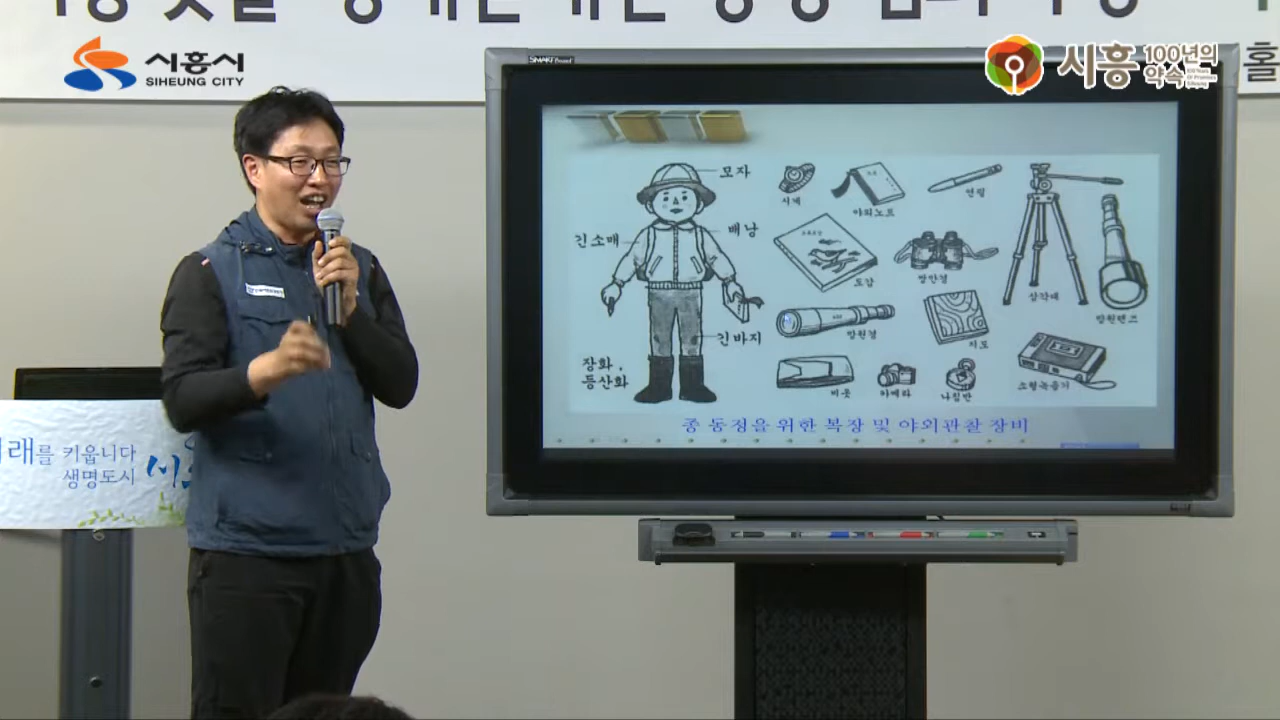 시흥시
SIHEUNG CITY
SMART Board
시흥 100년의
약속
홀
모자
시계
야외노트
연필
긴소매
배낭
도감
쌍안경
삼각대
망원렌즈
망원경
지도
긴바지
장화,
등산화
비옷
카메라
나침반
소형녹음기
종 동정을 위한 복장 및 야외관찰 장비
래를 키웁니다
생명도시